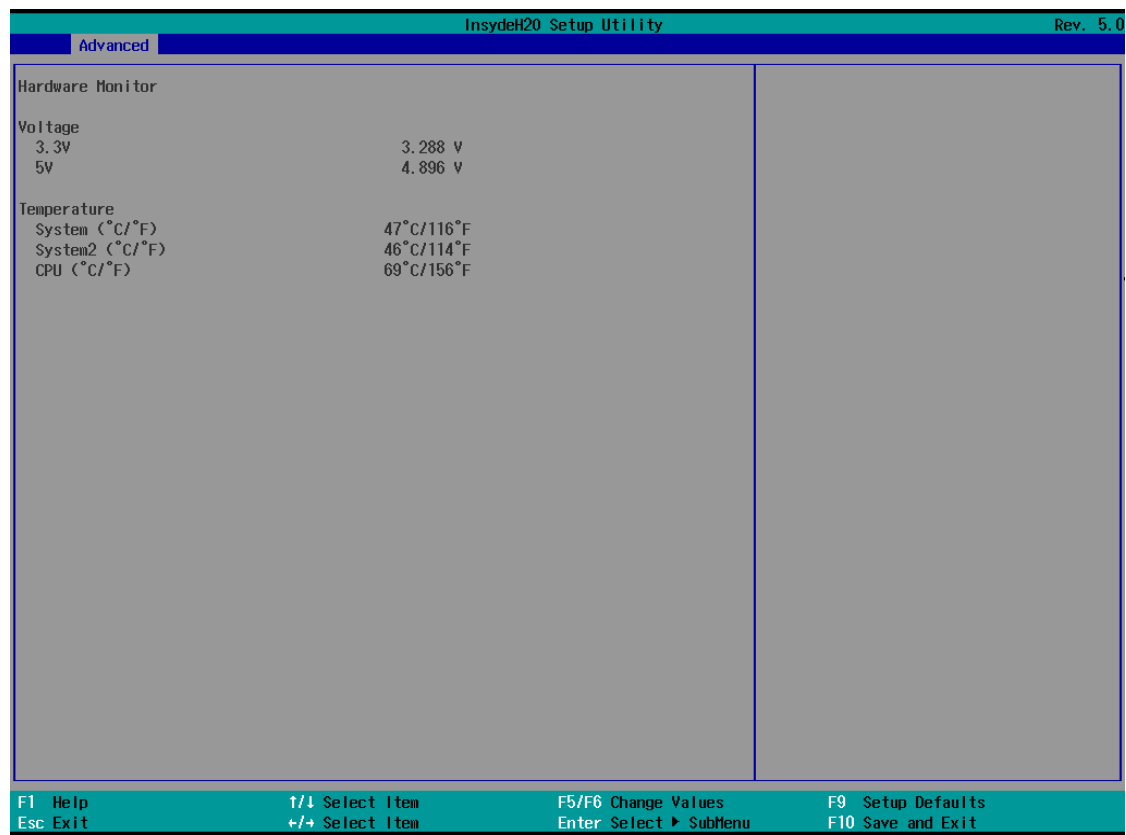 InsydeH20 Setup Utility Rev. 5.0
Advanced
Hardware Monitor
Voltage
3.3V 3.288 V
5V 4.896 V
Temperature
System (°C/°F) 47°C/116°F
System2 (°C/°F) 46°C/114°F
CPU (°C/°F) 69°C/156°F
F1 Help ↑/↓ Select Item F5/F6 Change Values F9 Setup Defaults
Esc Exit ←/→ Select Item Enter Select ▶ SubMenu F10 Save and Exit